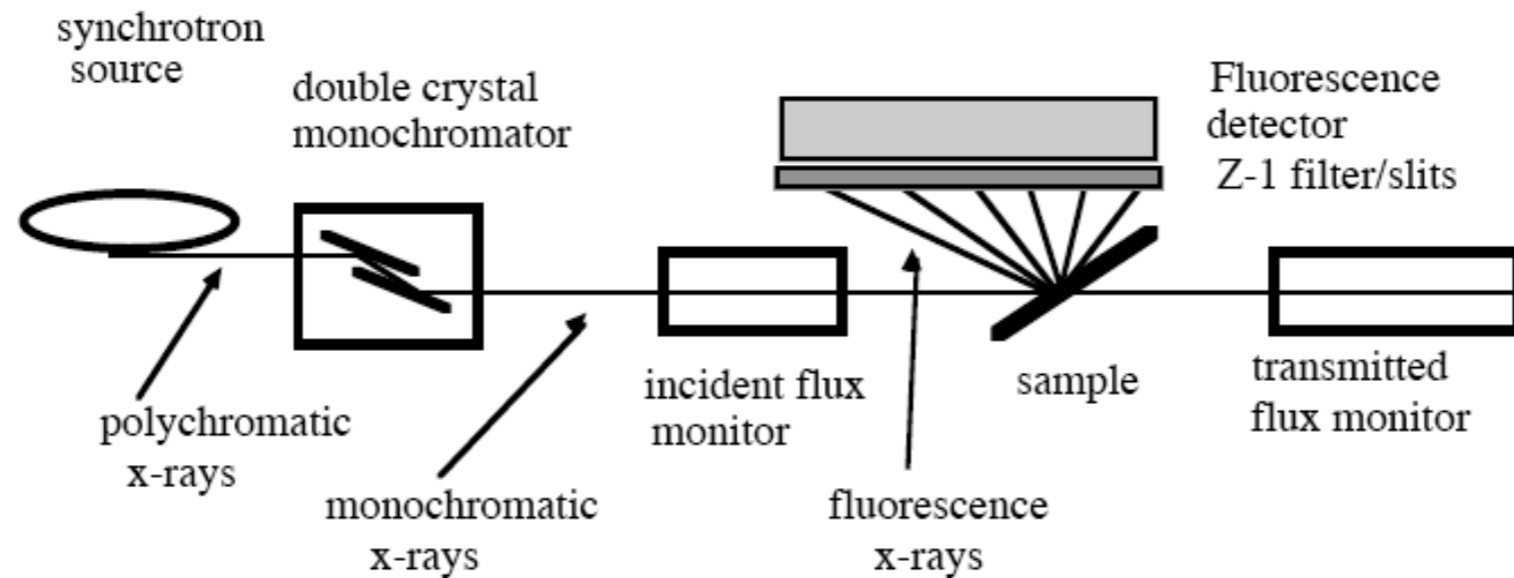 synchrotron
source
double crystal
monochromator
Fluorescence
detector
Z-1 filter/slits
polychromatic
x-rays
monochromatic
x-rays
incident flux
monitor
fluorescence
x-rays
sample
transmitted
flux monitor